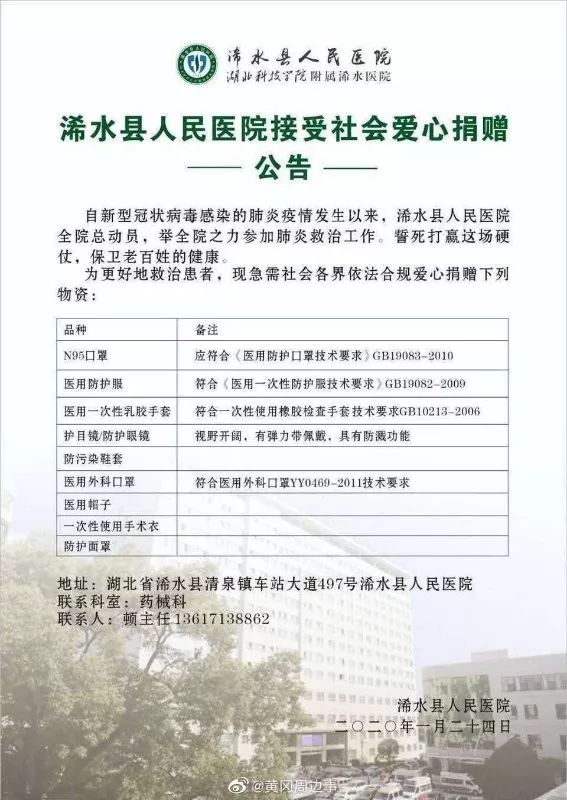 浠水县人民医院
湖北科技学院附属浠水医院
浠水县人民医院接受社会爱心捐赠
公告
自新型冠状病毒感染的肺炎疫情发生以来，浠水县人民医院
全院总动员，举全院之力参加肺炎救治工作。誓死打赢这场硬
仗，保卫老百姓的健康。
为更好地救治患者，现急需社会各界依法合规爱心捐赠下列
物资：
品种 备注
N95口罩 应符合《医用防护口罩技术要求》GB19083-2010
医用防护服 符合《医用一次性防护服技术要求》GB19082-2009
医用一次性乳胶手套 符合一次性使用橡胶检查手套技术要求GB10213-2006
护目镜/防护眼镜 视野开阔，有弹力带佩戴，具有防溅功能
防污染鞋套
医用外科口罩 符合医用外科口罩YY0469-2011技术要求
医用帽子
一次性使用手术衣
防护面罩
地址：湖北省浠水县清泉镇车站大道497号浠水县人民医院
联系科室：药械科
联系人：顿主任13617138862
浠水县人民医院
二〇二〇年一月二十四日
@黄冈周边事